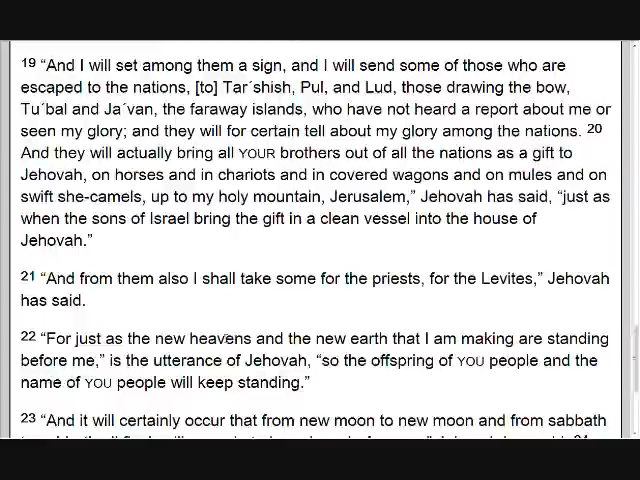 19 “And I will set among them a sign, and I will send some of those who are
escaped to the nations, [to] Tar´shish, Pul, and Lud, those drawing the bow,
Tu´bal and Ja´van, the faraway islands, who have not heard a report about me or
seen my glory; and they will for certain tell about my glory among the nations. 20
And they will actually bring all YOUR brothers out of all the nations as a gift to
Jehovah, on horses and in chariots and in covered wagons and on mules and on
swift she-camels, up to my holy mountain, Jerusalem,” Jehovah has said, “just as
when the sons of Israel bring the gift in a clean vessel into the house of
Jehovah.”
21 “And from them also I shall take some for the priests, for the Levites,” Jehovah
has said.
22 “For just as the new heavens and the new earth that I am making are standing
before me,” is the utterance of Jehovah, “so the offspring of YOU people and the
name of YOU people will keep standing.”
23 “And it will certainly occur that from new moon to new moon and from sabbath